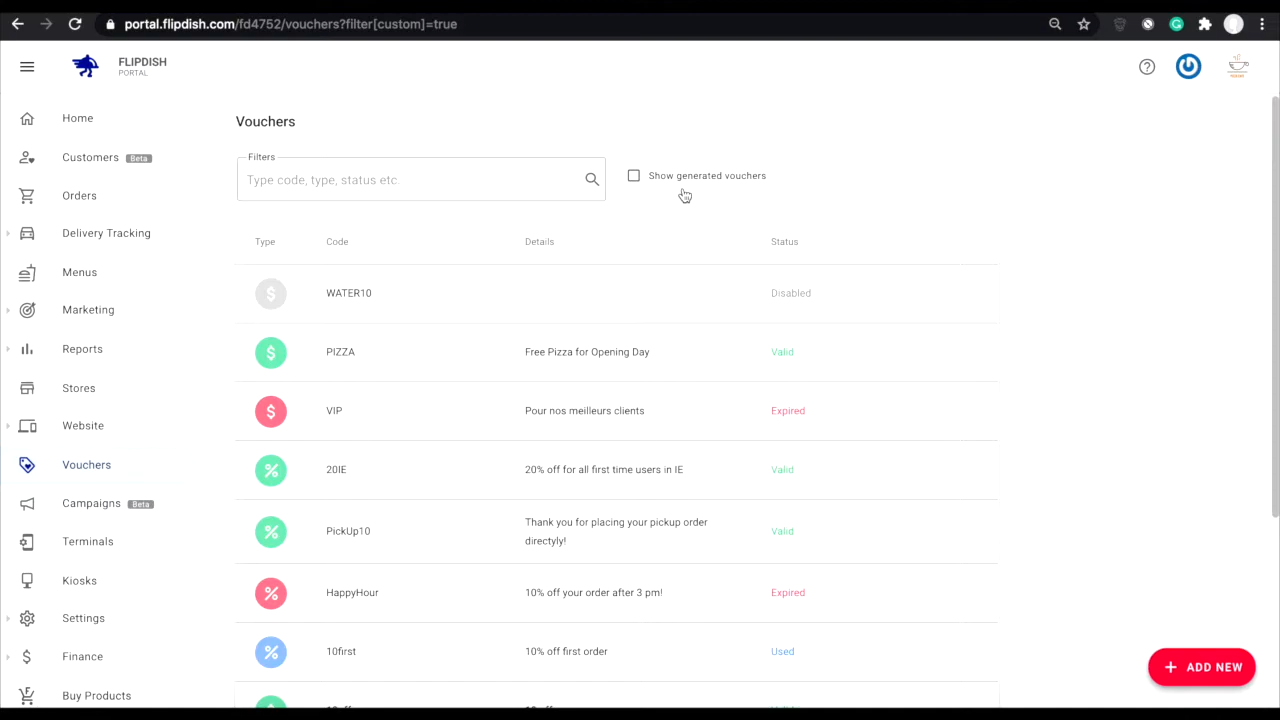 portal.flipdish.com/fd4752/vouchers?filter[custom]=true
FLIPDISH
PORTAL
Home
Customers Beta
Orders
Delivery Tracking
Menus
Marketing
Reports
Stores
Website
Vouchers
Campaigns Beta
Terminals
Kiosks
Settings
Finance
Buy Products
Vouchers
Filters
Type code, type, status etc.
Show generated vouchers
Type Code Details Status
WATER10 Disabled
PIZZA Free Pizza for Opening Day Valid
VIP Pour nos meilleurs clients Expired
20IE 20% off for all first time users in IE Valid
PickUp10 Thank you for placing your pickup order Valid
directyly!
HappyHour 10% off your order after 3 pm! Expired
10first 10% off first order Used
+ ADD NEW